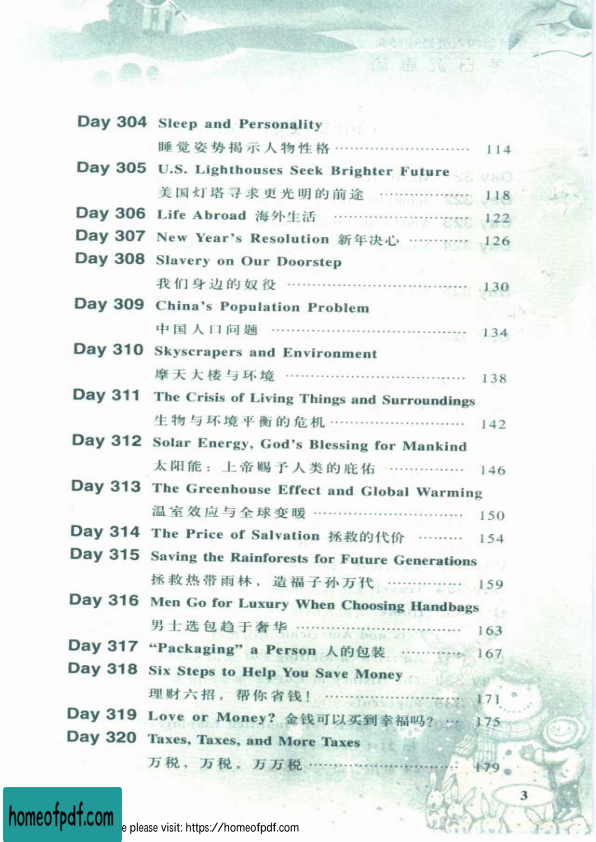 Day 304 Sleep and Personality
睡觉姿势揭示人物性格 ………………………… 114
Day 305 U.S. Lighthouses Seek Brighter Future
美国灯塔寻求更光明的前途 ……………… 118
Day 306 Life Abroad 海外生活 ……………………… 122
Day 307 New Year's Resolution 新年决心 ………… 126
Day 308 Slavery on Our Doorstep
我们身边的奴役 ……………………………… 130
Day 309 China's Population Problem
中国人口问题 ………………………………… 134
Day 310 Skyscrapers and Environment
摩天大楼与环境 ……………………………… 138
Day 311 The Crisis of Living Things and Surroundings
生物与环境平衡的危机 ……………………… 142
Day 312 Solar Energy, God's Blessing for Mankind
太阳能：上帝赐予人类的庇佑 …………… 146
Day 313 The Greenhouse Effect and Global Warming
温室效应与全球变暖 ………………………… 150
Day 314 The Price of Salvation 拯救的代价 ……… 154
Day 315 Saving the Rainforests for Future Generations
拯救热带雨林，造福子孙万代 …………… 159
Day 316 Men Go for Luxury When Choosing Handbags
男士选包趋于奢华 …………………………… 163
Day 317 “Packaging” a Person 人的包装 ………… 167
Day 318 Six Steps to Help You Save Money
理财六招，帮你省钱！ ……………………… 171
Day 319 Love or Money? 金钱可以买到幸福吗? … 175
Day 320 Taxes, Taxes, and More Taxes
万税，万税，万万税 ………………………… 179
3
homeofpdf.com
e please visit: https://homeofpdf.com